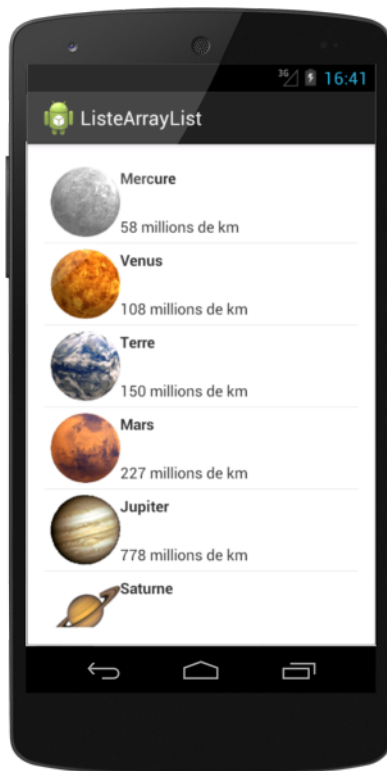 3G 16:41
ListeArrayList
Mercure
58 millions de km
Venus
108 millions de km
Terre
150 millions de km
Mars
227 millions de km
Jupiter
778 millions de km
Saturne